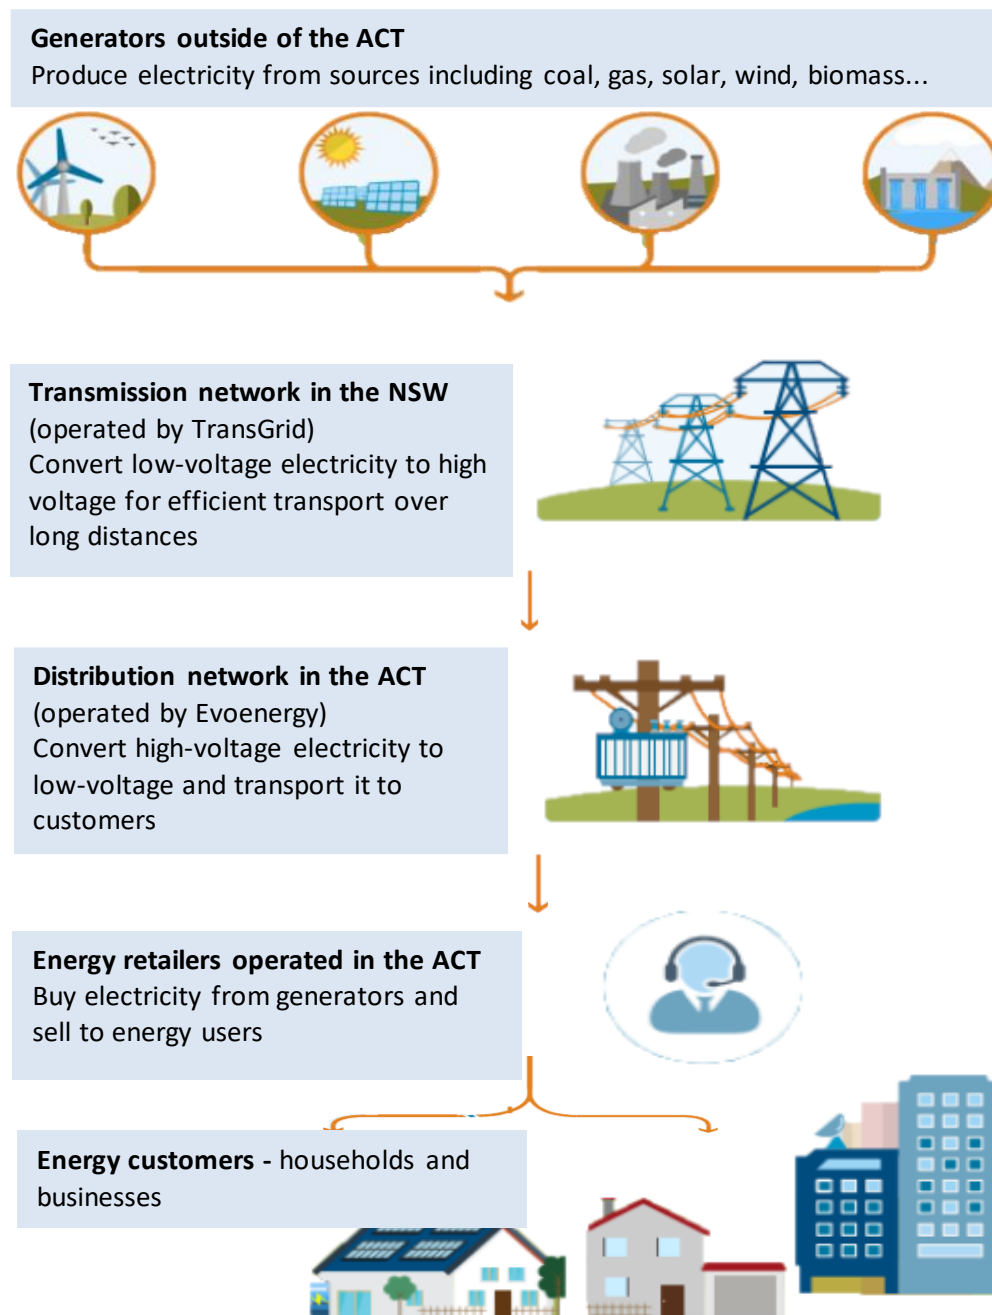 Generators outside of the ACT
Produce electricity from sources including coal, gas, solar, wind, biomass...
Transmission network in the NSW
(operated by TransGrid)
Convert low-voltage electricity to high
voltage for efficient transport over
long distances
Distribution network in the ACT
(operated by Evoenergy)
Convert high-voltage electricity to
low-voltage and transport it to
customers
Energy retailers operated in the ACT
Buy electricity from generators and
sell to energy users
Energy customers - households and
businesses